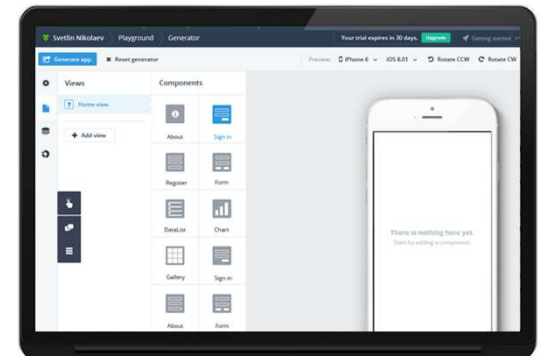 Svetlin Nikolaev Playground Generator Your trial expires in 30 days. Upgrade Getting started
Generate app Reset generator Preview: iPhone 6 iOS 8.01 Rotate CCW Rotate CW
Views
Home view
Add view
Components
About Sign in
Register Form
DataList Chart
Gallery Sign in
About Form
There is nothing here yet.
Start by adding a component.